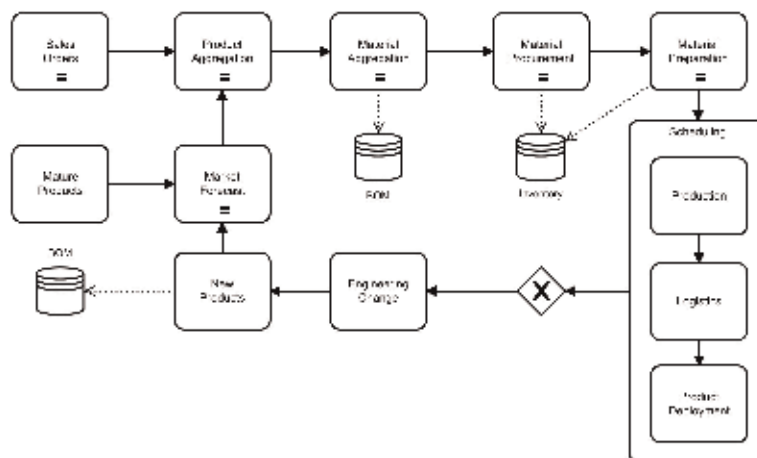 Sales
Orders
Product
Aggregation
Material
Aggregation
Material
Procurement
Material
Preparation
Scheduling
Mature
Products
Market
Forecast
BOM
Inventory
Production
BOM
New
Products
Engineering
Change
X
Logistics
Product
Deployment